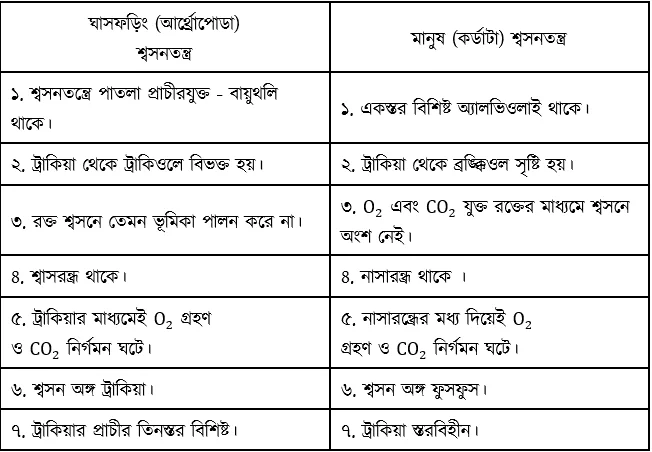 ঘাসফড়িং (আর্থ্রোপোডা)
শ্বসনতন্ত্র
মানুষ (কর্ডাটা) শ্বসনতন্ত্র
১. শ্বসনতন্ত্রে পাতলা প্রাচীরযুক্ত - বায়ুথলি
থাকে।
১. একস্তর বিশিষ্ট অ্যালভিওলাই থাকে।
২. ট্রাকিয়া থেকে ট্রাকিওলে বিভক্ত হয়।
২. ট্রাকিয়া থেকে ব্রঙ্কিওল সৃষ্টি হয়।
৩. রক্ত শ্বসনে তেমন ভূমিকা পালন করে না।
৩. O₂ এবং CO₂ যুক্ত রক্তের মাধ্যমে শ্বসনে
অংশ নেই।
৪. শ্বাসরন্ধ্র থাকে।
৪. নাসারন্ধ্র থাকে ।
৫. ট্রাকিয়ার মাধ্যমেই O₂ গ্রহণ
ও CO₂ নির্গমন ঘটে।
৫. নাসারন্ধ্রের মধ্য দিয়েই O₂
গ্রহণ ও CO₂ নির্গমন ঘটে।
৬. শ্বসন অঙ্গ ট্রাকিয়া।
৬. শ্বসন অঙ্গ ফুসফুস।
৭. ট্রাকিয়ার প্রাচীর তিনস্তর বিশিষ্ট।
৭. ট্রাকিয়া স্তরবিহীন।